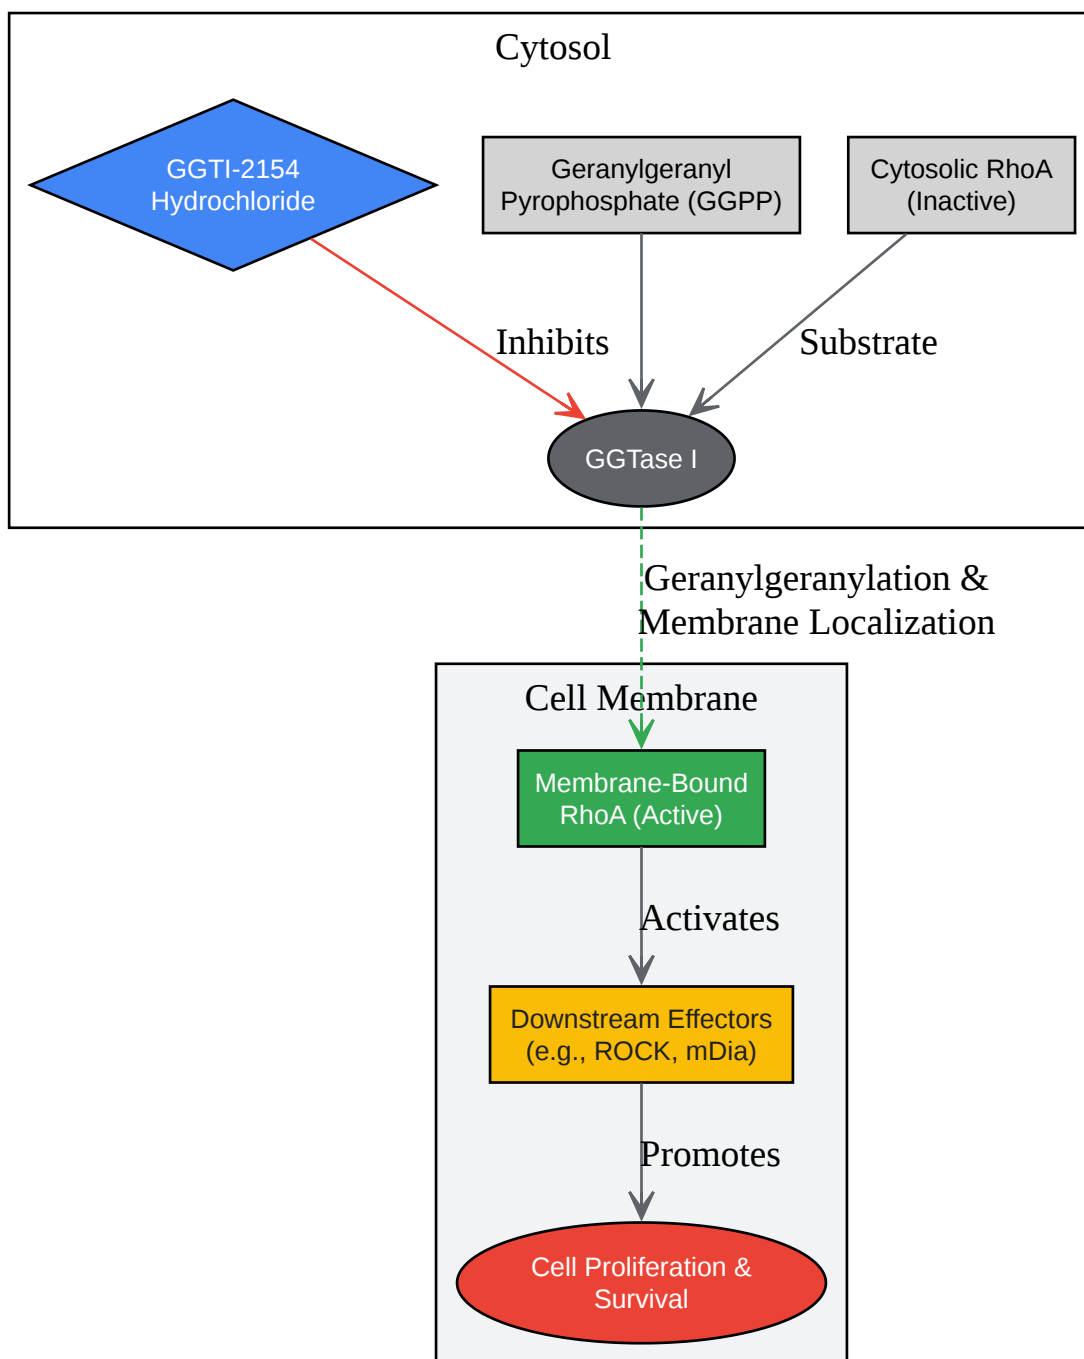 Cytosol
GGTI-2154
Hydrochloride
Geranylgeranyl
Pyrophosphate (GGPP)
Cytosolic RhoA
(Inactive)
Inhibits
Substrate
GGTase I
Geranylgeranylation &
Membrane Localization
Cell Membrane
Membrane-Bound
RhoA (Active)
Activates
Downstream Effectors
(e.g., ROCK, mDia)
Promotes
Cell Proliferation &
Survival